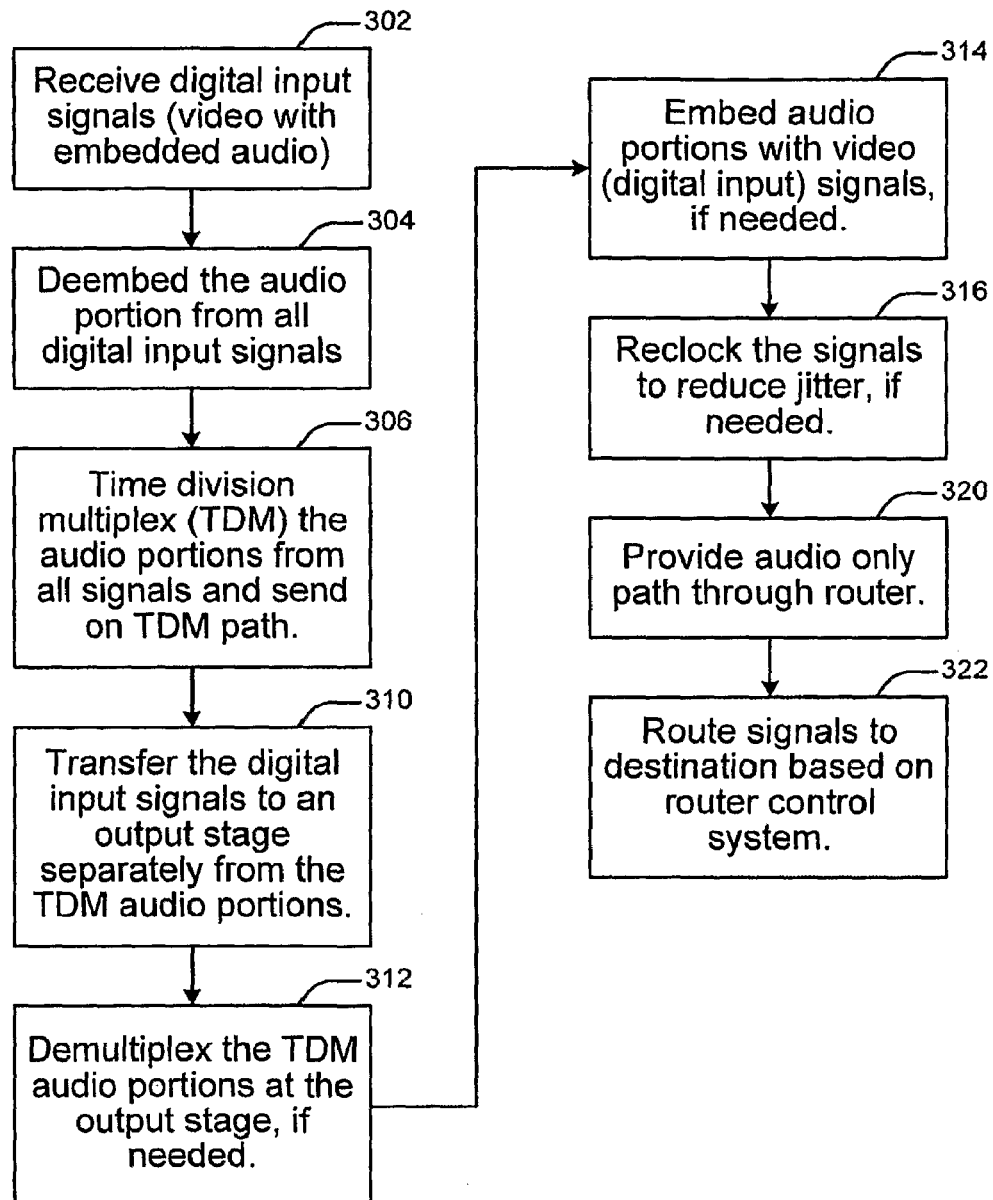 302
Receive digital input
signals (video with
embedded audio)
304
Deembed the audio
portion from all
digital input signals
306
Time division
multiplex (TDM) the
audio portions from
all signals and send
on TDM path.
310
Transfer the digital
input signals to an
output stage
separately from the
TDM audio portions.
312
Demultiplex the TDM
audio portions at the
output stage, if
needed.
314
Embed audio
portions with video
(digital input) signals,
if needed.
316
Reclock the signals
to reduce jitter, if
needed.
320
Provide audio only
path through router.
322
Route signals to
destination based on
router control
system.